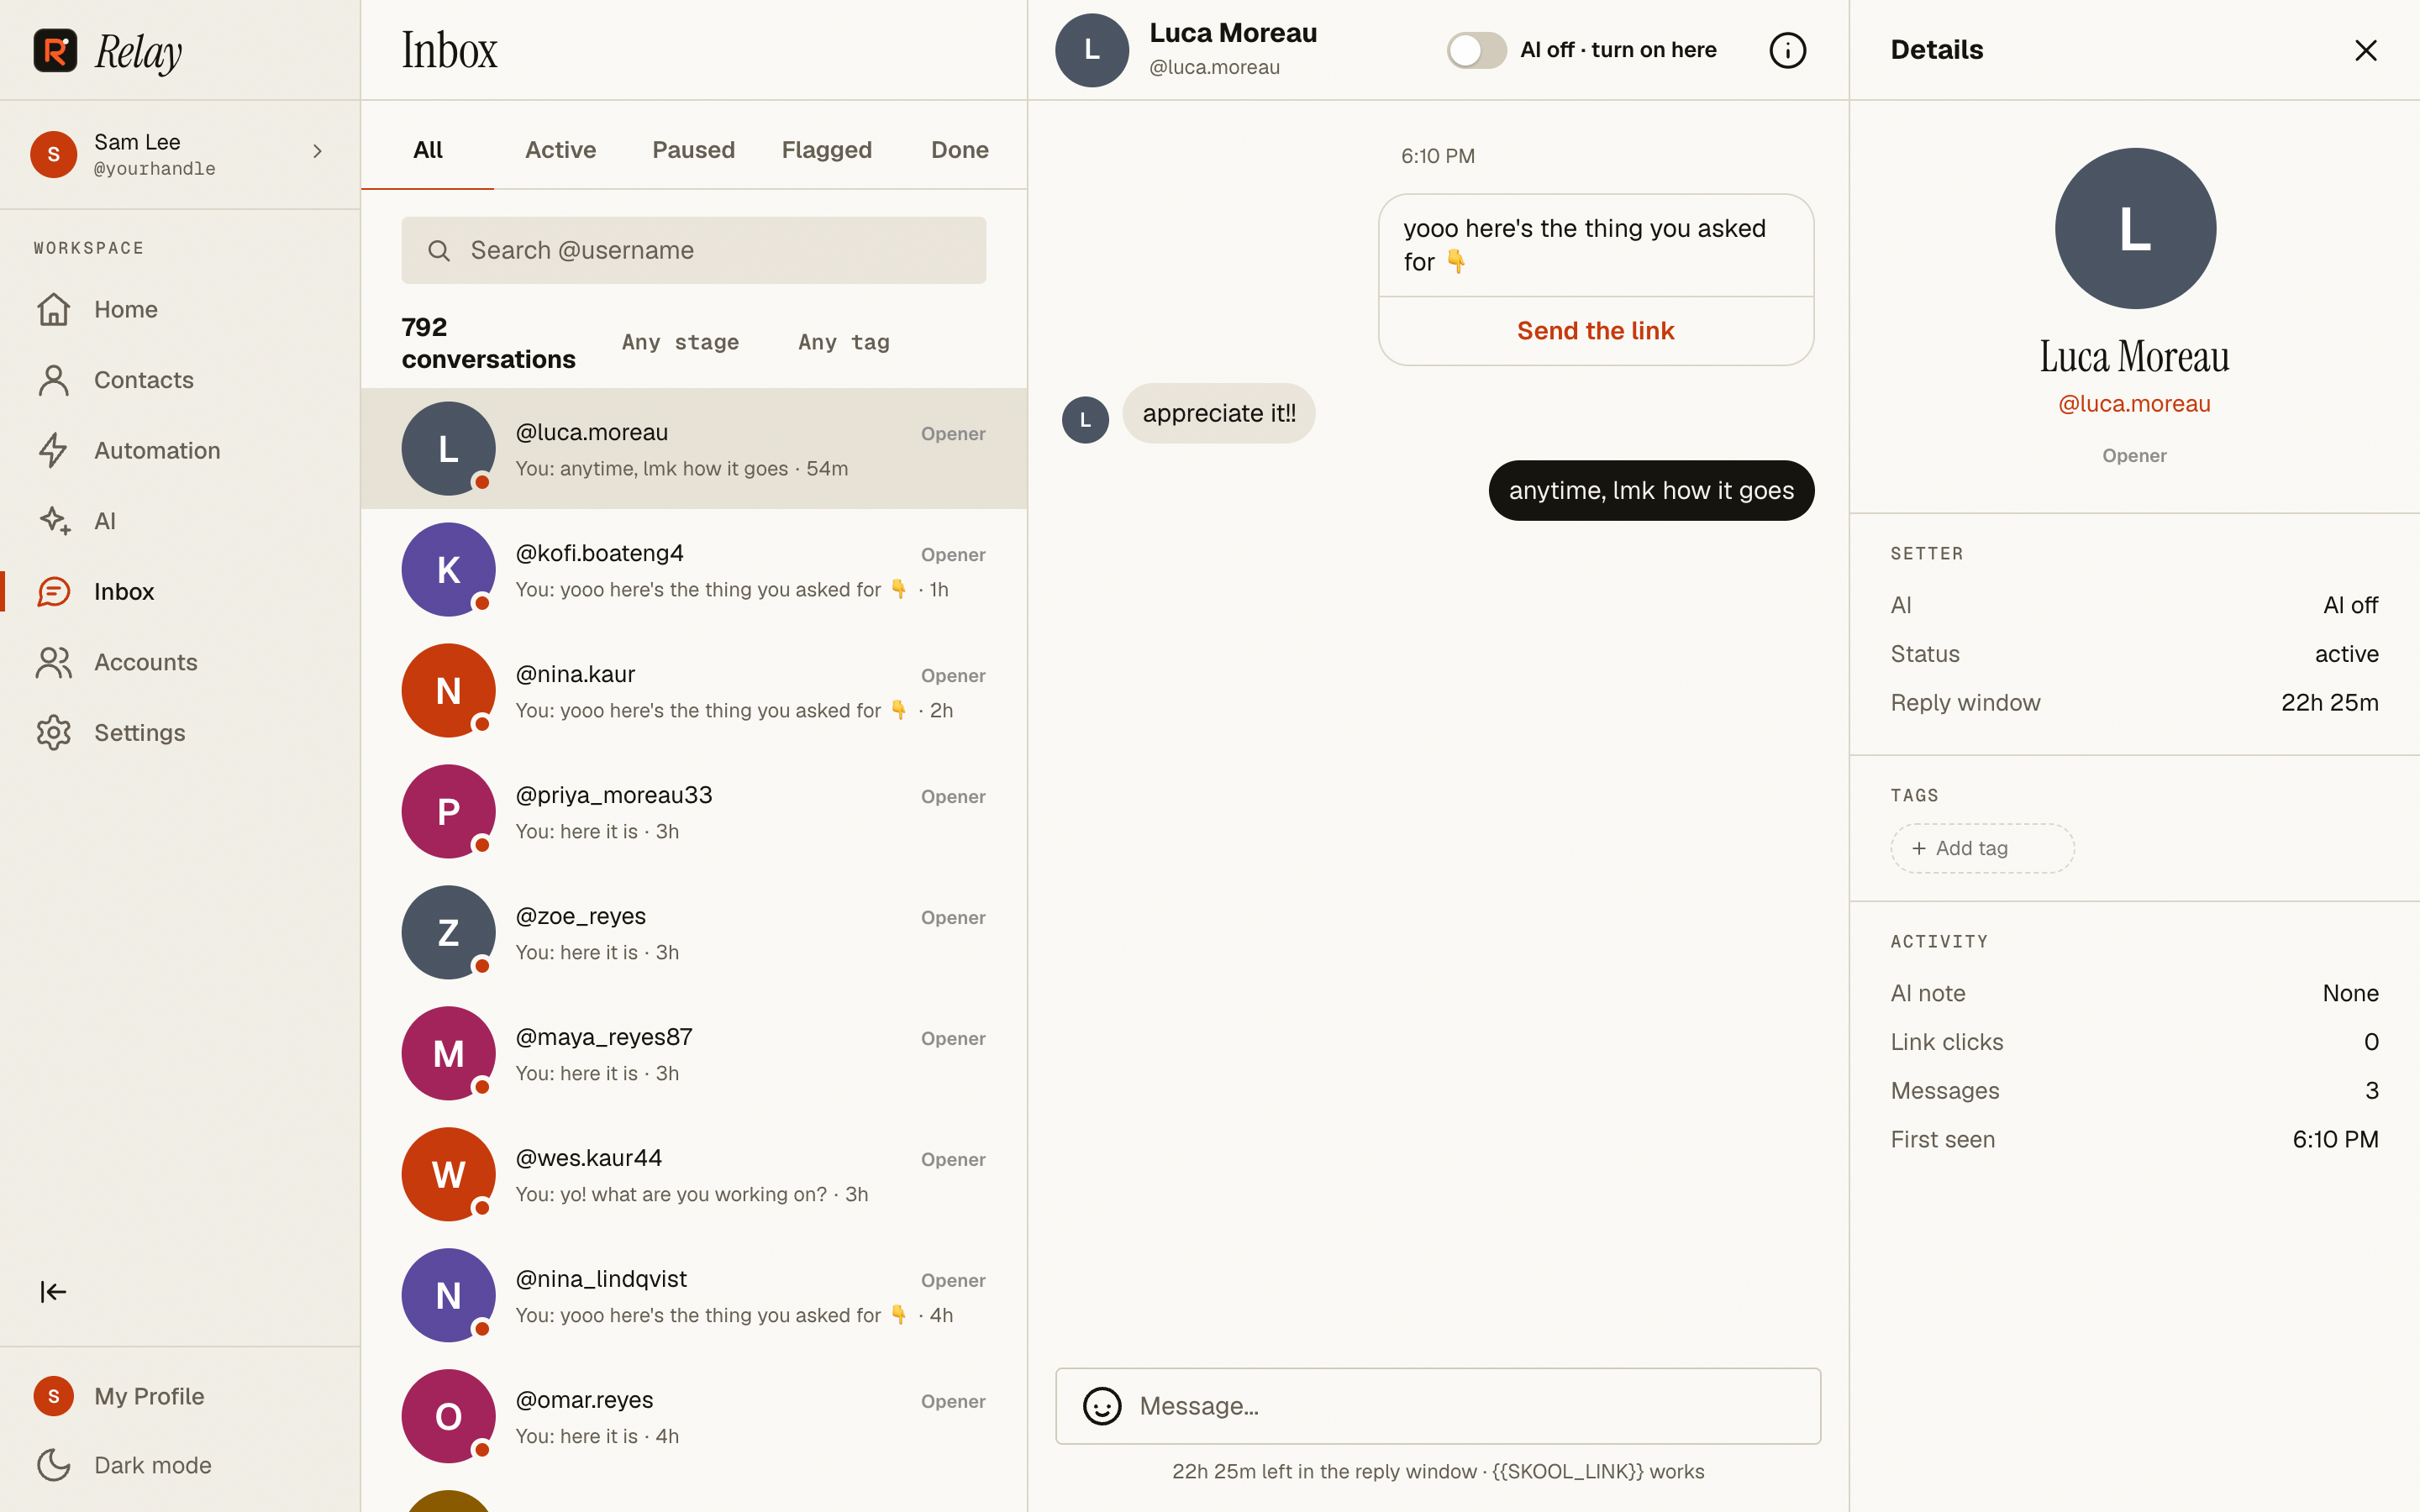 Relay
S
Sam Lee
@yourhandle
WORKSPACE
Home
Contacts
Automation
AI
Inbox
Accounts
Settings
S
My Profile
Dark mode
Inbox
All
Active
Paused
Flagged
Done
Search @username
792
conversations
Any stage
Any tag
L
@luca.moreau
Opener
You: anytime, lmk how it goes · 54m
K
@kofi.boateng4
Opener
You: yooo here's the thing you asked for 👇 · 1h
N
@nina.kaur
Opener
You: yooo here's the thing you asked for 👇 · 2h
P
@priya_moreau33
Opener
You: here it is · 3h
Z
@zoe_reyes
Opener
You: here it is · 3h
M
@maya_reyes87
Opener
You: here it is · 3h
W
@wes.kaur44
Opener
You: yo! what are you working on? · 3h
N
@nina_lindqvist
Opener
You: yooo here's the thing you asked for 👇 · 4h
O
@omar.reyes
Opener
You: here it is · 4h
L
Luca Moreau
@luca.moreau
AI off · turn on here
6:10 PM
yooo here's the thing you asked
for 👇
Send the link
L
appreciate it!!
anytime, lmk how it goes
Message...
22h 25m left in the reply window · {{SKOOL_LINK}} works
Details
L
Luca Moreau
@luca.moreau
Opener
SETTER
AI
AI off
Status
active
Reply window
22h 25m
TAGS
+ Add tag
ACTIVITY
AI note
None
Link clicks
0
Messages
3
First seen
6:10 PM